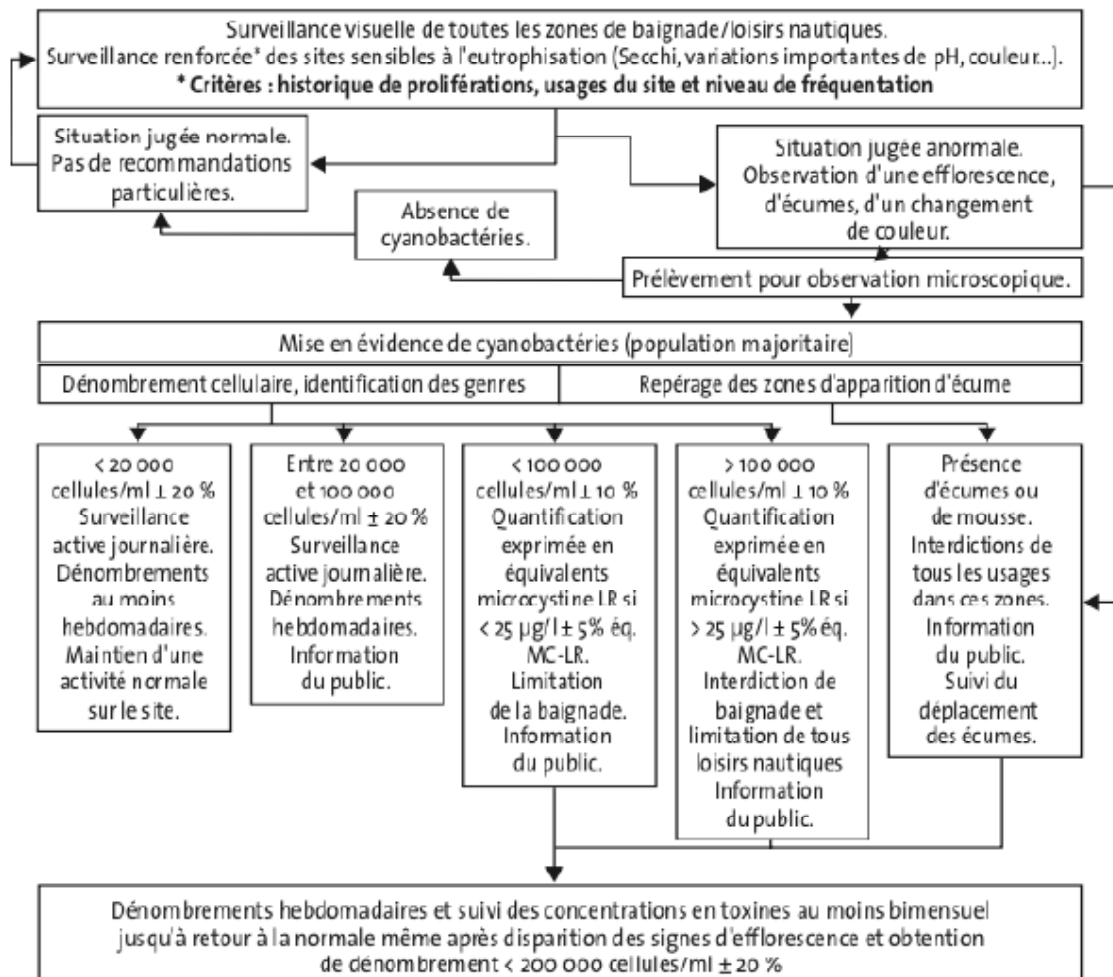 Surveillance visuelle de toutes les zones de baignade/loisirs nautiques.
Surveillance renforcée* des sites sensibles à l'eutrophisation (Secchi, variations importantes de pH, couleur...).
* Critères : historique de proliférations, usages du site et niveau de fréquentation
Situation jugée normale.
Pas de recommandations
particulières.
Situation jugée anormale.
Observation d'une efflorescence,
d'écumes, d'un changement
de couleur.
Absence de
cyanobactéries.
Prélèvement pour observation microscopique.
Mise en évidence de cyanobactéries (population majoritaire)
Dénombrement cellulaire, identification des genres
Repérage des zones d'apparition d'écume
< 20 000
cellules/ml ± 20 %
Surveillance
active journalière.
Dénombrements
au moins
hebdomadaires.
Maintien d'une
activité normale
sur le site.
Entre 20 000
et 100 000
cellules/ml ± 20 %
Surveillance
active journalière.
Dénombrements
hebdomadaires.
Information
du public.
< 100 000
cellules/ml ± 10 %
Quantification
exprimée en
équivalents
microcystine LR si
< 25 µg/l ± 5% éq.
MC-LR.
Limitation
de la baignade.
Information
du public.
> 100 000
cellules/ml ± 10 %
Quantification
exprimée en
équivalents
microcystine LR si
> 25 µg/l ± 5% éq.
MC-LR.
Interdiction de
baignade et
limitation de tous
loisirs nautiques
Information
du public.
Présence
d'écumes ou
de mousse.
Interdictions de
tous les usages
dans ces zones.
Information
du public.
Suivi du
déplacement
des écumes.
Dénombrements hebdomadaires et suivi des concentrations en toxines au moins bimensuel
jusqu'à retour à la normale même après disparition des signes d'efflorescence et obtention
de dénombrement < 200 000 cellules/ml ± 20 %